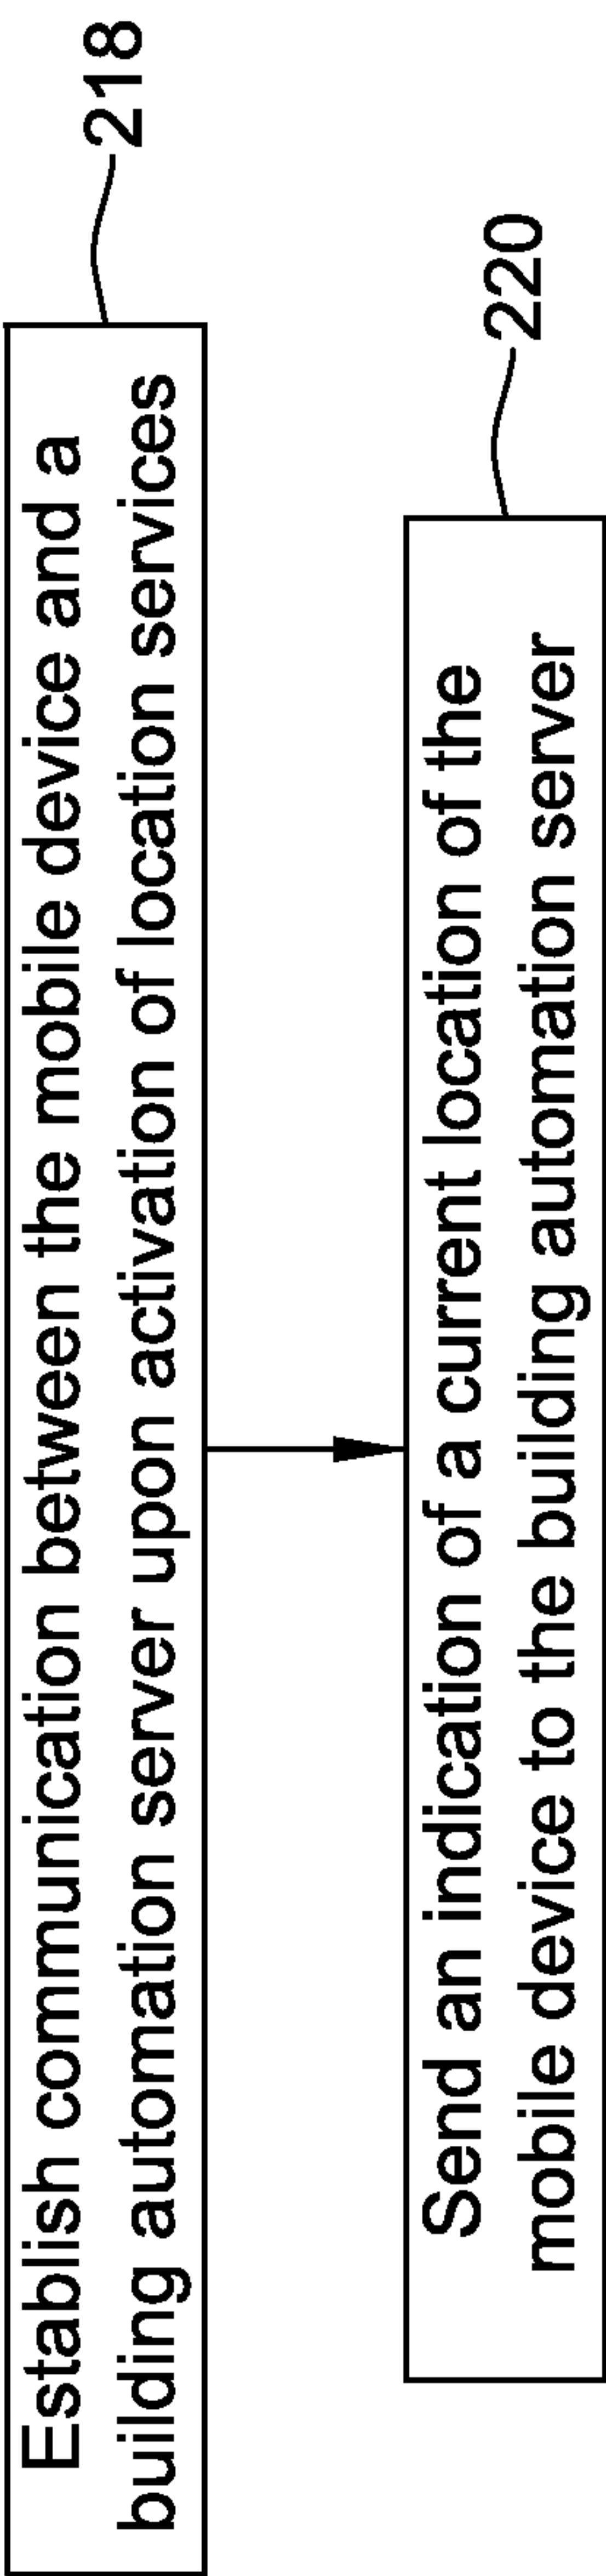 Establish communication between the mobile device and a
building automation server upon activation of location services
218
Send an indication of a current location of the
mobile device to the building automation server
220